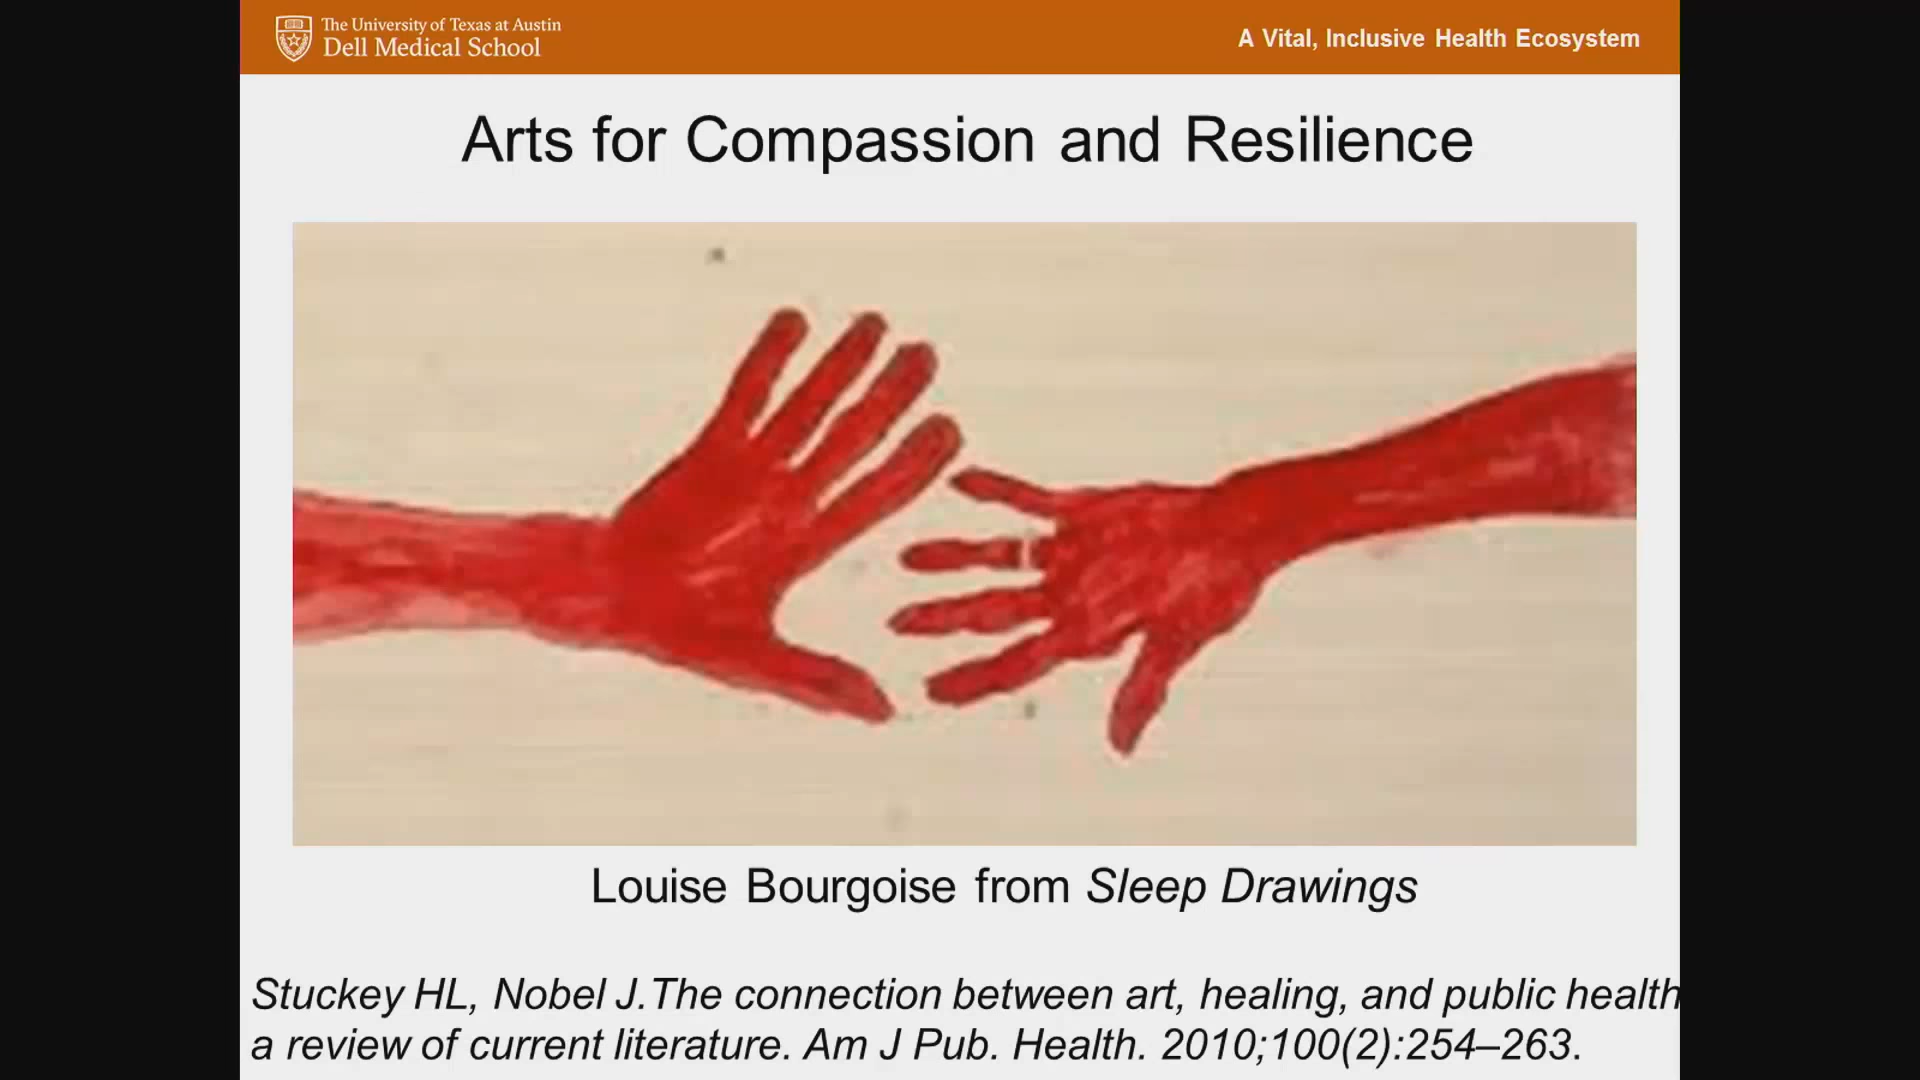 The University of Texas at Austin
Dell Medical School
A Vital, Inclusive Health Ecosystem
Arts for Compassion and Resilience
Louise Bourgoise from Sleep Drawings
Stuckey HL, Nobel J.The connection between art, healing, and public health
a review of current literature. Am J Pub. Health. 2010;100(2):254–263.